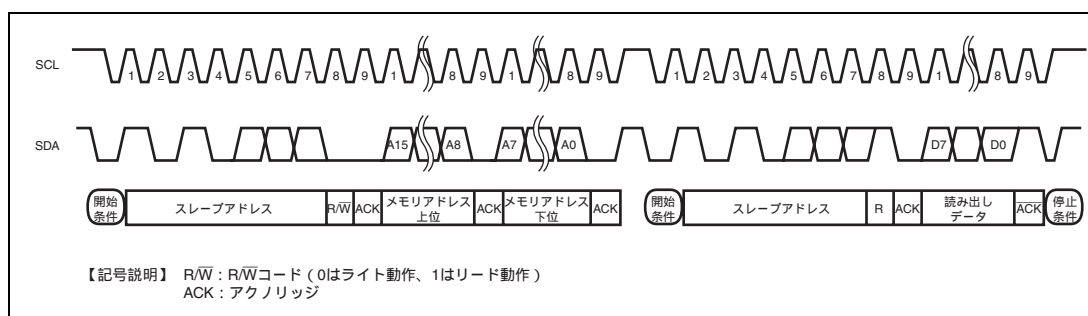 SCL
1 2 3 4 5 6 7 8 9 1 8 9 1 8 9 1 2 3 4 5 6 7 8 9 1 8 9
SDA
A15 A8 A7 A0 D7 D0
開始条件 スレーブアドレス R/W ACK メモリアドレス上位 ACK メモリアドレス下位 ACK 開始条件 スレーブアドレス R ACK 読み出しデータ ACK 停止条件
【記号説明】 R/W : R/Wコード ( 0はライト動作、1はリード動作 )
ACK : アクノリッジ